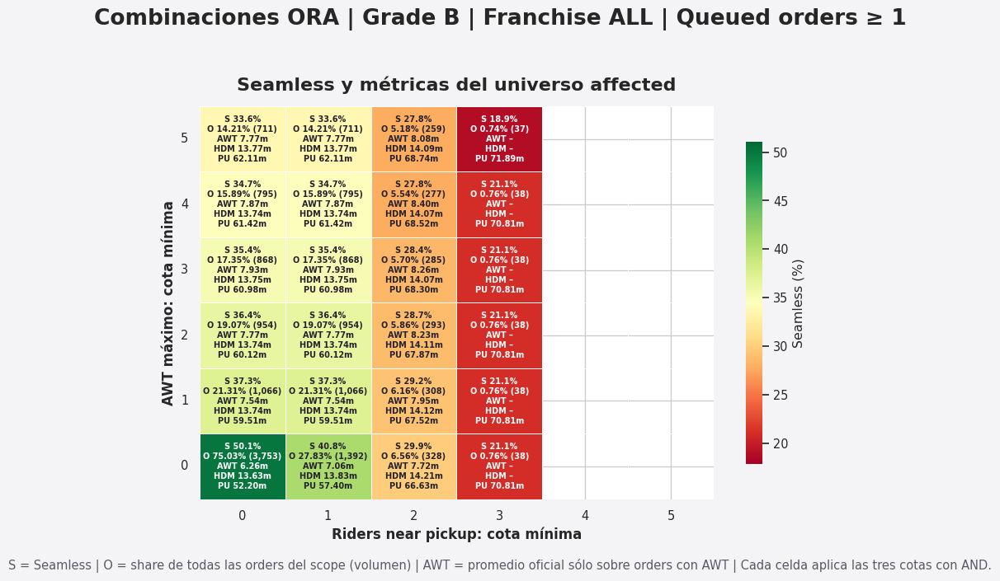 Combinaciones ORA | Grade B | Franchise ALL | Queued orders ≥ 1
Seamless y métricas del universo affected
AWT máximo: cota mínima
5
S 33.6%
O 14.21% (711)
AWT 7.77m
HDM 13.77m
PU 62.11m
S 33.6%
O 14.21% (711)
AWT 7.77m
HDM 13.77m
PU 62.11m
S 27.8%
O 5.18% (259)
AWT 8.08m
HDM 14.09m
PU 68.74m
S 18.9%
O 0.74% (37)
AWT –
HDM –
PU 71.89m
4
S 34.7%
O 15.89% (795)
AWT 7.87m
HDM 13.74m
PU 61.42m
S 34.7%
O 15.89% (795)
AWT 7.87m
HDM 13.74m
PU 61.42m
S 27.8%
O 5.54% (277)
AWT 8.40m
HDM 14.07m
PU 68.52m
S 21.1%
O 0.76% (38)
AWT –
HDM –
PU 70.81m
3
S 35.4%
O 17.35% (868)
AWT 7.93m
HDM 13.75m
PU 60.98m
S 35.4%
O 17.35% (868)
AWT 7.93m
HDM 13.75m
PU 60.98m
S 28.4%
O 5.70% (285)
AWT 8.26m
HDM 14.07m
PU 68.30m
S 21.1%
O 0.76% (38)
AWT –
HDM –
PU 70.81m
2
S 36.4%
O 19.07% (954)
AWT 7.77m
HDM 13.74m
PU 60.12m
S 36.4%
O 19.07% (954)
AWT 7.77m
HDM 13.74m
PU 60.12m
S 28.7%
O 5.86% (293)
AWT 8.23m
HDM 14.11m
PU 67.87m
S 21.1%
O 0.76% (38)
AWT –
HDM –
PU 70.81m
1
S 37.3%
O 21.31% (1,066)
AWT 7.54m
HDM 13.74m
PU 59.51m
S 37.3%
O 21.31% (1,066)
AWT 7.54m
HDM 13.74m
PU 59.51m
S 29.2%
O 6.16% (308)
AWT 7.95m
HDM 14.12m
PU 67.52m
S 21.1%
O 0.76% (38)
AWT –
HDM –
PU 70.81m
0
S 50.1%
O 75.03% (3,753)
AWT 6.26m
HDM 13.63m
PU 52.20m
S 40.8%
O 27.83% (1,392)
AWT 7.06m
HDM 13.83m
PU 57.40m
S 29.9%
O 6.56% (328)
AWT 7.72m
HDM 14.21m
PU 66.63m
S 21.1%
O 0.76% (38)
AWT –
HDM –
PU 70.81m
0 1 2 3 4 5
Riders near pickup: cota mínima
50
45
40
35
30
25
20
Seamless (%)
S = Seamless | O = share de todas las orders del scope (volumen) | AWT = promedio oficial sólo sobre orders con AWT | Cada celda aplica las tres cotas con AND.